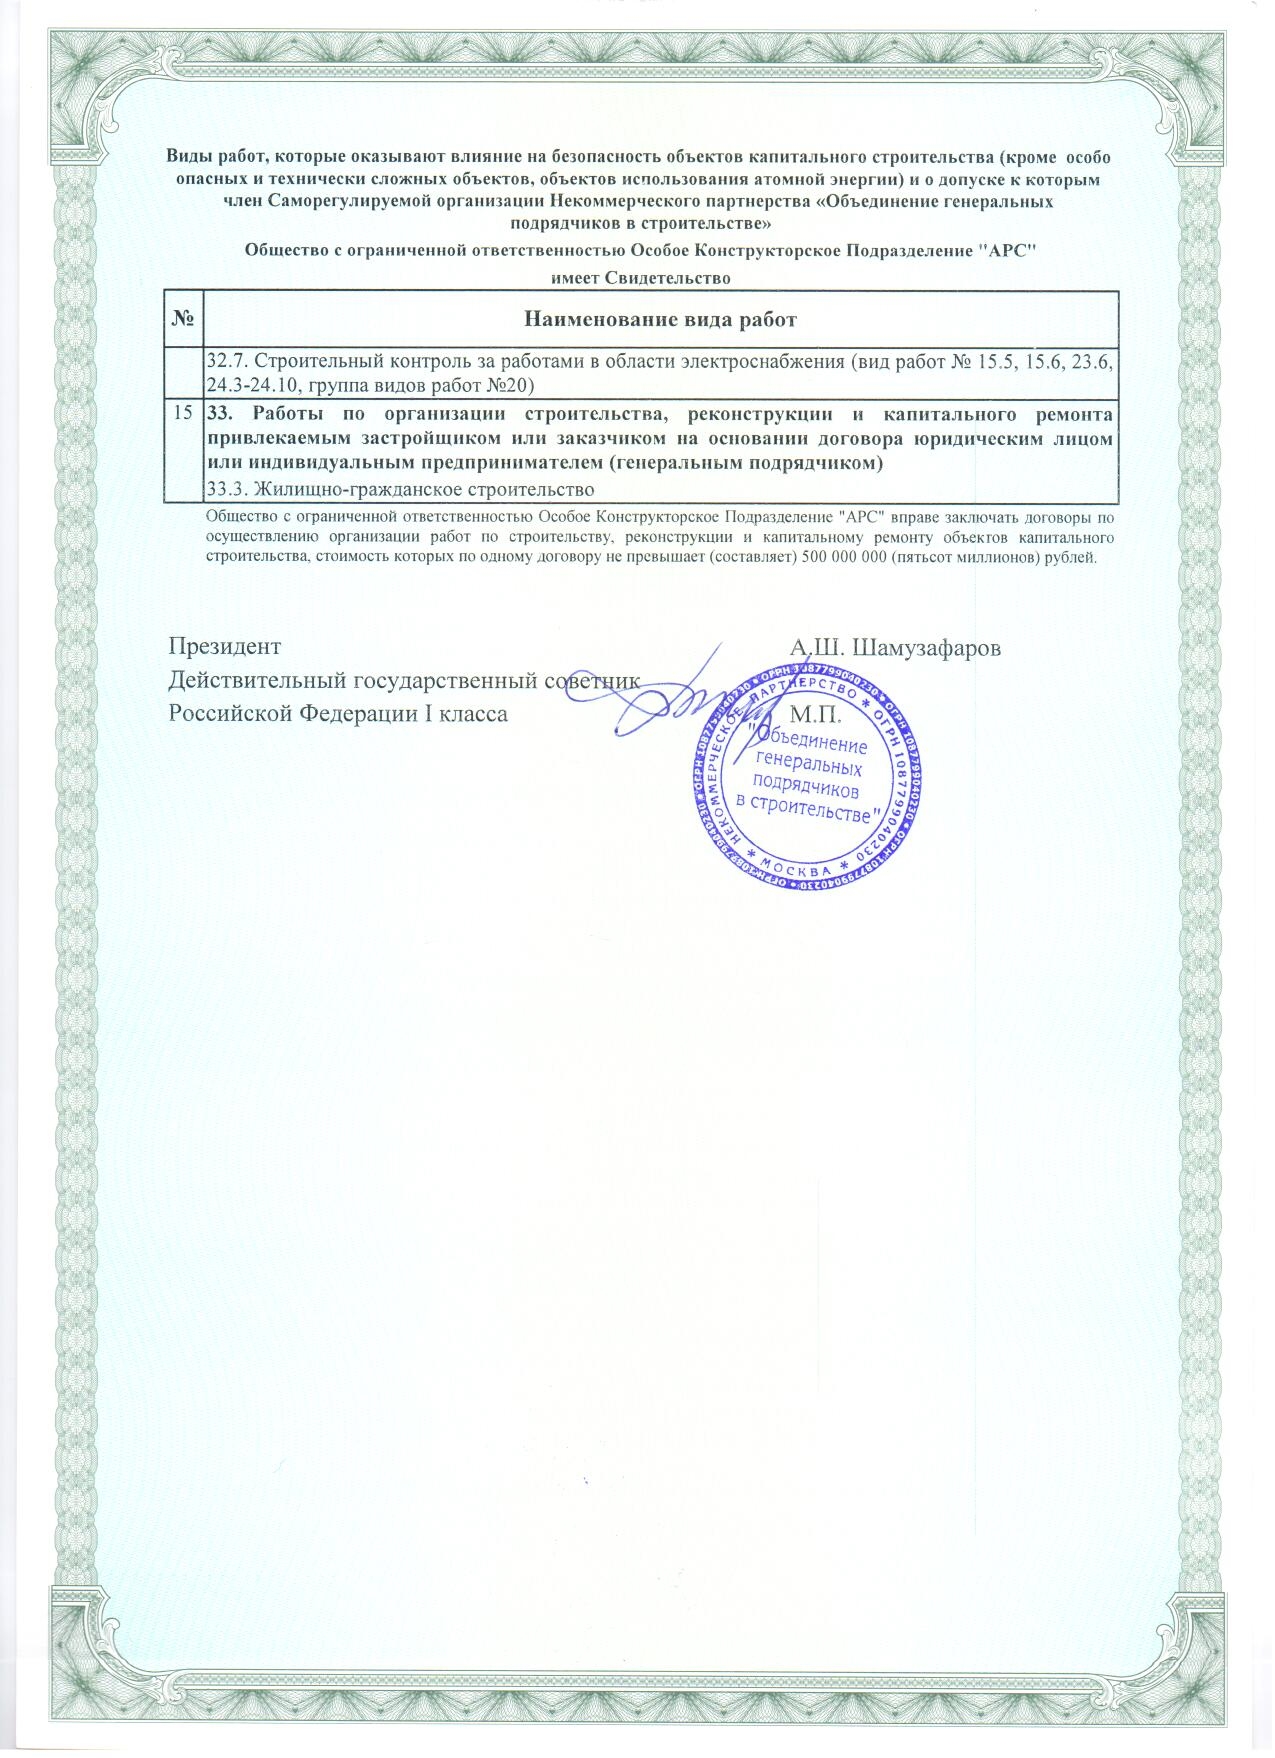 Виды работ, которые оказывают влияние на безопасность объектов капитального строительства (кроме особо
опасных и технически сложных объектов, объектов использования атомной энергии) и о допуске к которым
член Саморегулируемой организации Некоммерческого партнерства «Объединение генеральных
подрядчиков в строительстве»
Общество с ограниченной ответственностью Особое Конструкторское Подразделение "АРС"
имеет Свидетельство
№ Наименование вида работ
32.7. Строительный контроль за работами в области электроснабжения (вид работ № 15.5, 15.6, 23.6,
24.3-24.10, группа видов работ №20)
15 33. Работы по организации строительства, реконструкции и капитального ремонта
привлекаемым застройщиком или заказчиком на основании договора юридическим лицом
или индивидуальным предпринимателем (генеральным подрядчиком)
33.3. Жилищно-гражданское строительство
Общество с ограниченной ответственностью Особое Конструкторское Подразделение "АРС" вправе заключать договоры по
осуществлению организации работ по строительству, реконструкции и капитальному ремонту объектов капитального
строительства, стоимость которых по одному договору не превышает (составляет) 500 000 000 (пятьсот миллионов) рублей.
Президент А.Ш. Шамузафаров
Действительный государственный советник
Российской Федерации I класса М.П.
ОГРН 1087799040230 * ОГРН 1087799040230 * ОГРН 1087799040230 * ОГРН 1087799040230
НЕКОММЕРЧЕСКОЕ ПАРТНЕРСТВО * ОГРН 1087799040230 * МОСКВА *
"Объединение
генеральных
подрядчиков
в строительстве"